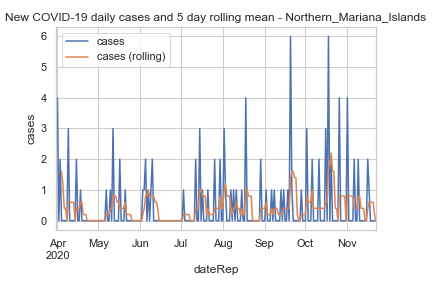 New COVID-19 daily cases and 5 day rolling mean - Northern_Mariana_Islands
cases
cases (rolling)
cases
6
5
4
3
2
1
0
Apr May Jun Jul Aug Sep Oct Nov
2020
dateRep